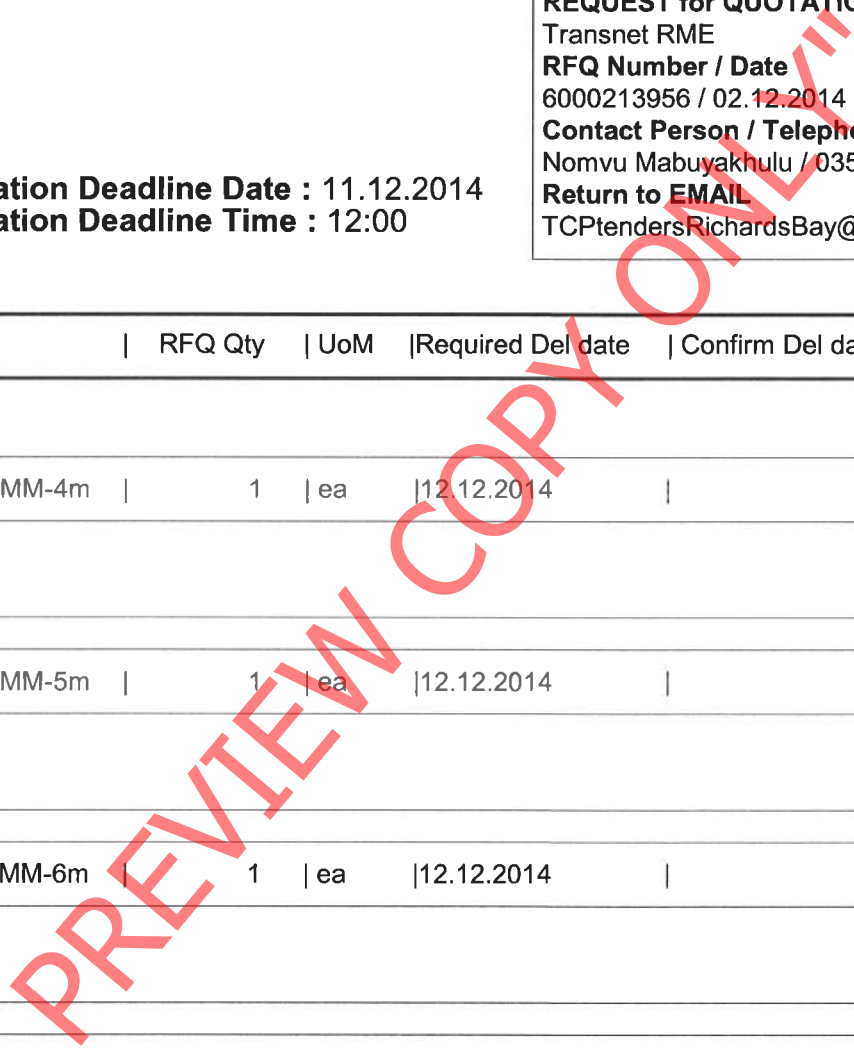 REQUEST for QUOTATIO
Transnet RME
RFQ Number / Date
6000213956 / 02.12.2014
Contact Person / Telepho
Nomvu Mabuyakhulu / 035
Return to EMAIL
TCPtendersRichardsBay@
ation Deadline Date : 11.12.2014
ation Deadline Time : 12:00
| RFQ Qty | UoM |Required Del date | Confirm Del da
MM-4m | 1 | ea |12.12.2014 |
MM-5m | 1 | ea |12.12.2014 |
MM-6m | 1 | ea |12.12.2014 |
PREVIEW COPY ONLY"